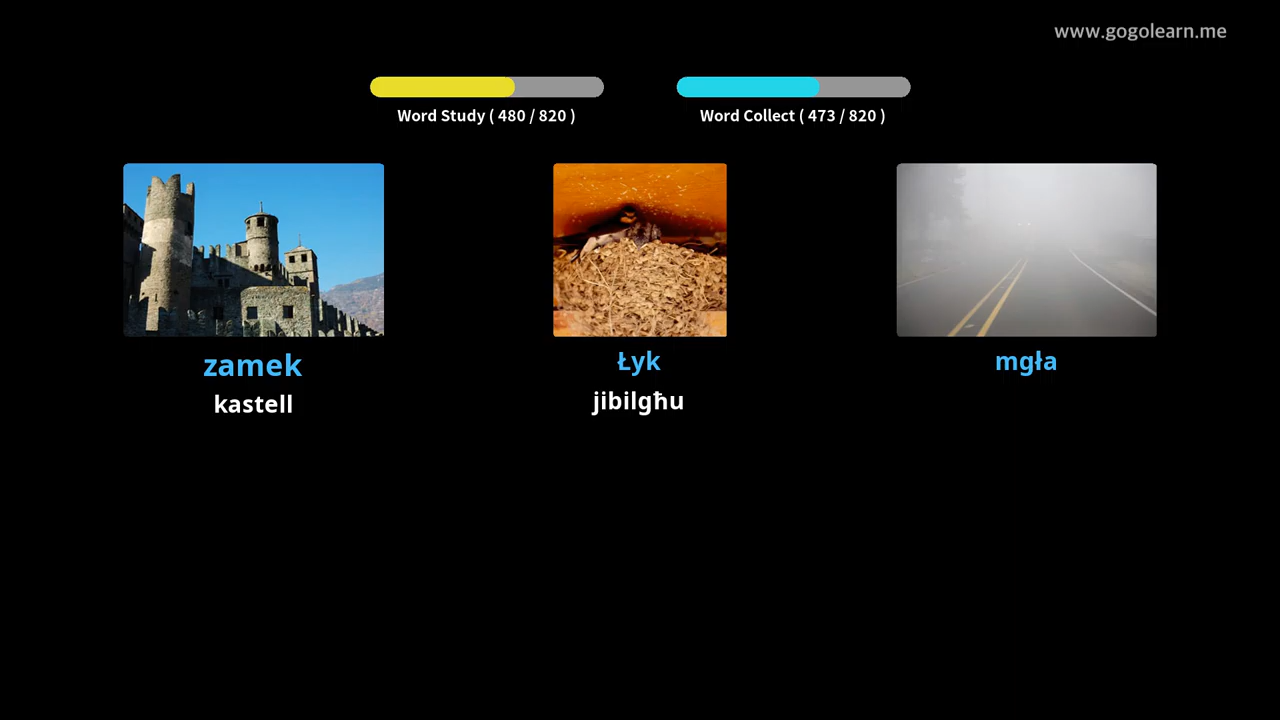 www.gogolearn.me
Word Study ( 480 / 820 )
Word Collect ( 473 / 820 )
zamek
kastell
Łyk
jibilgħu
mgła